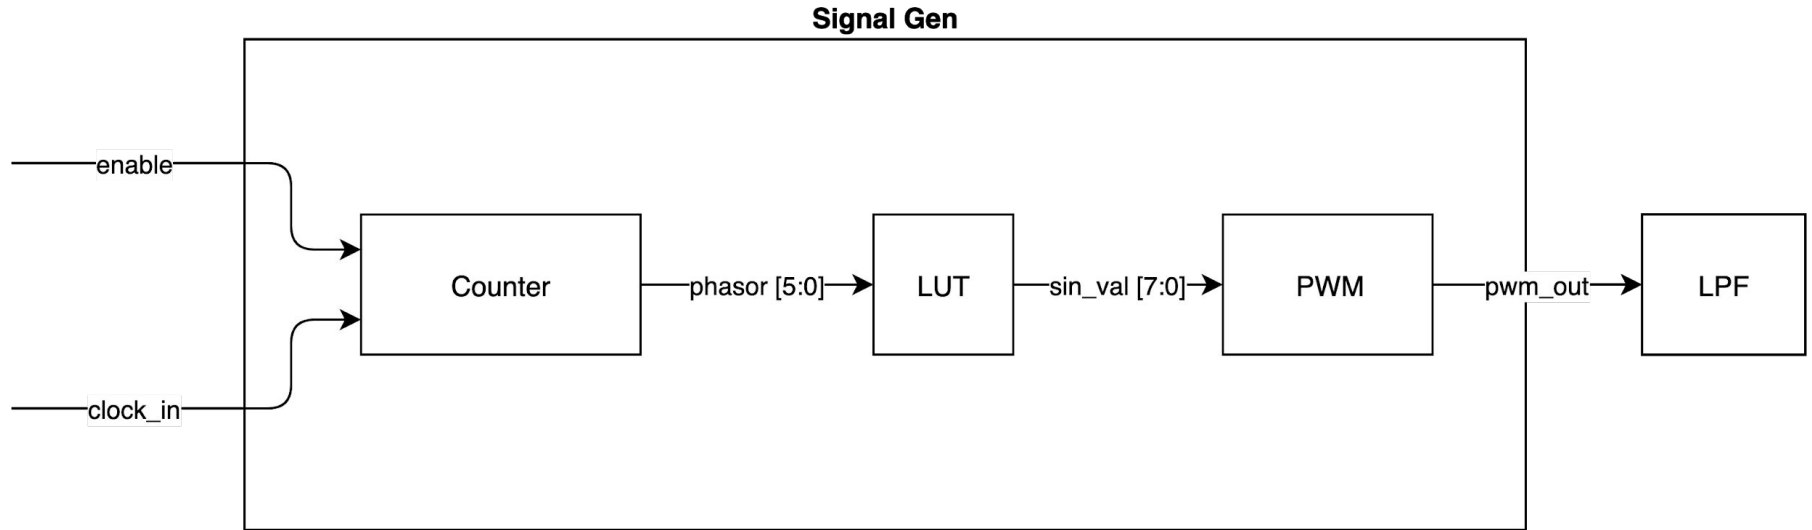 Signal Gen
enable
Counter
phasor [5:0]
LUT
sin_val [7:0]
PWM
pwm_out
LPF
clock_in